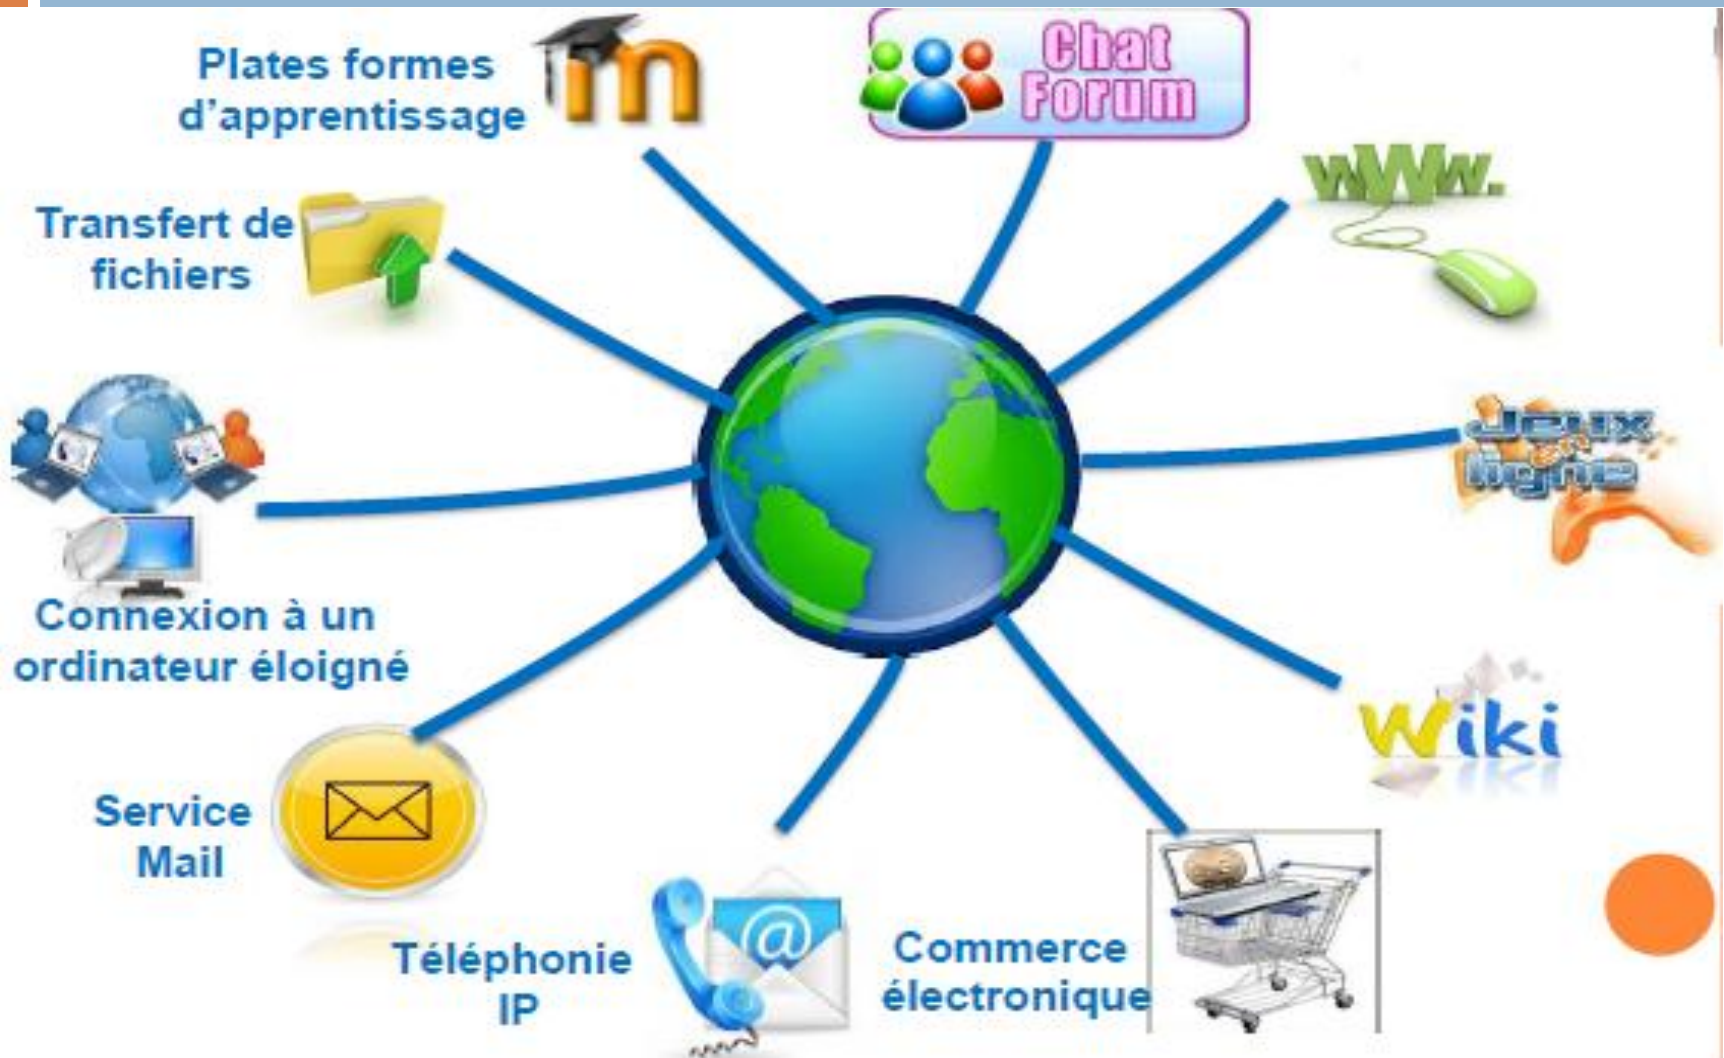 Plates formes
d'apprentissage
m
Chat
Forum
www.
Transfert de
fichiers
Jeux
en
ligne
Connexion à un
ordinateur éloigné
Wiki
Service
Mail
@
Téléphonie
IP
Commerce
électronique